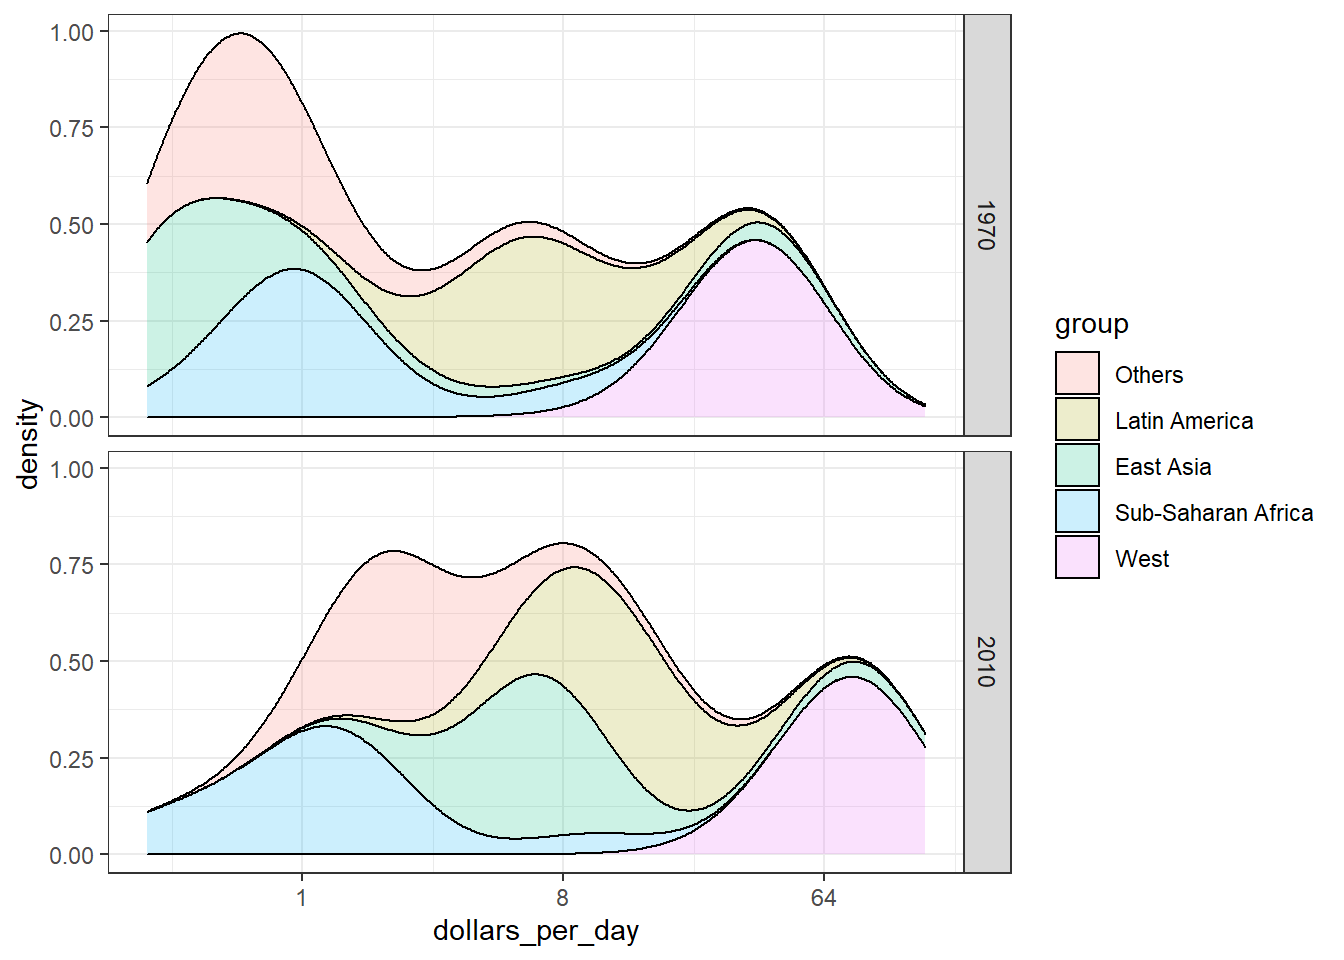 1.00
0.75
0.50
0.25
0.00
1970
1.00
0.75
0.50
0.25
0.00
2010
density
1 8 64
dollars_per_day
group
Others
Latin America
East Asia
Sub-Saharan Africa
West